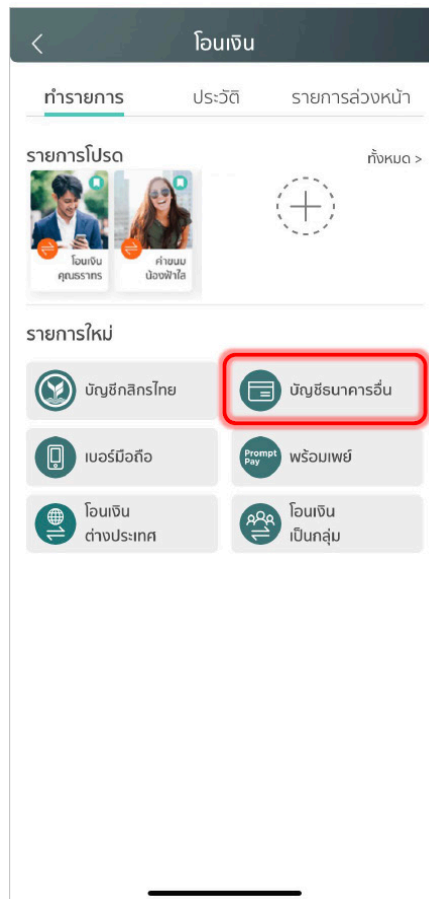 โอนเงิน
ทำรายการ ประวัติ รายการล่วงหน้า
รายการโปรด ทั้งหมด >
โอนเงิน
คุณธราทร
ค่าขนม
น้องฟ้าใส
รายการใหม่
บัญชีกสิกรไทย บัญชีธนาคารอื่น
เบอร์มือถือ
Prompt
Pay
พร้อมเพย์
โอนเงิน
ต่างประเทศ
โอนเงิน
เป็นกลุ่ม